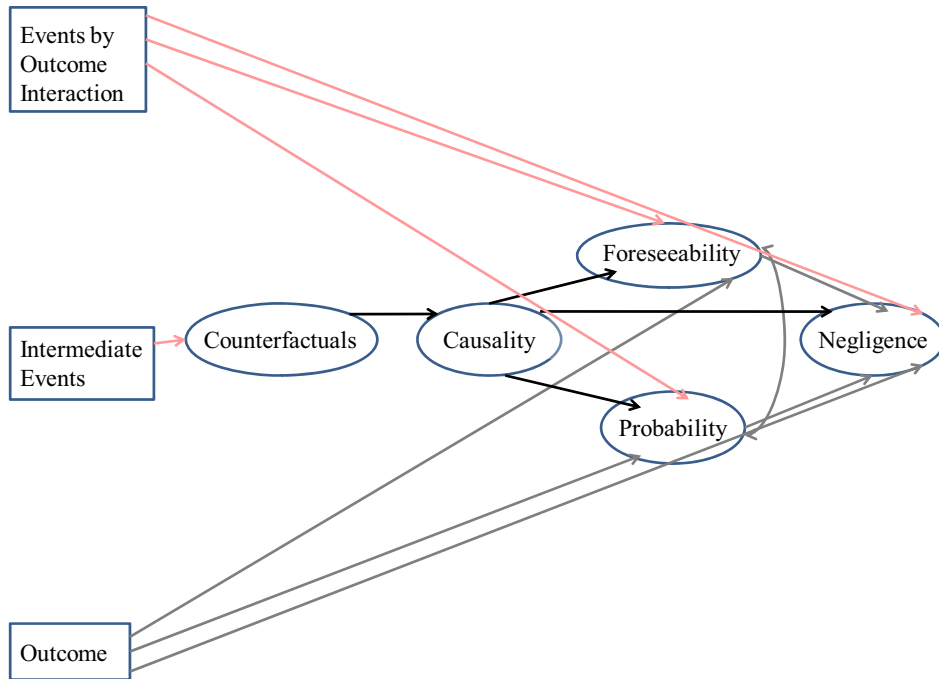 Events by
Outcome
Interaction
Foreseeability
Intermediate
Events
Counterfactuals
Causality
Negligence
Probability
Outcome